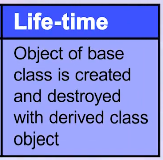 Life-time
Object of base
class is created
and destroyed
with derived class
object